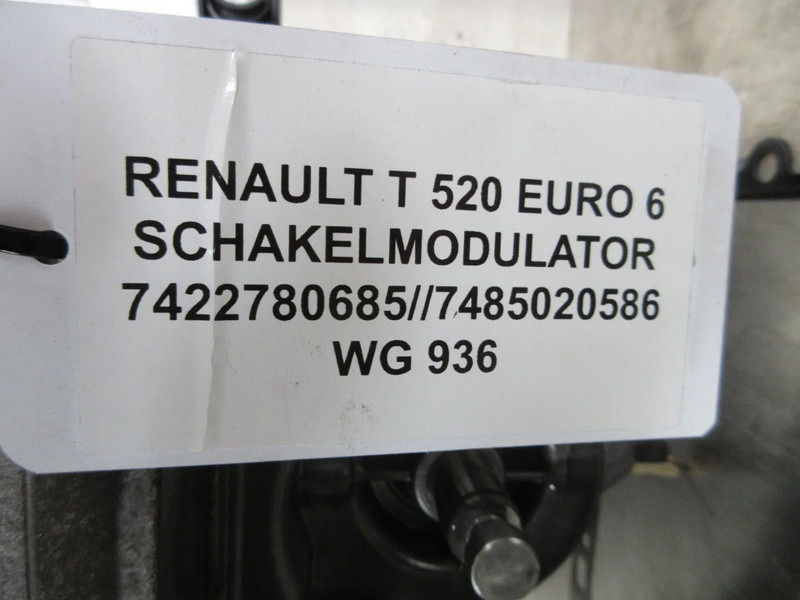 RENAULT T 520 EURO 6
SCHAKELMODULATOR
7422780685//7485020586
WG 936